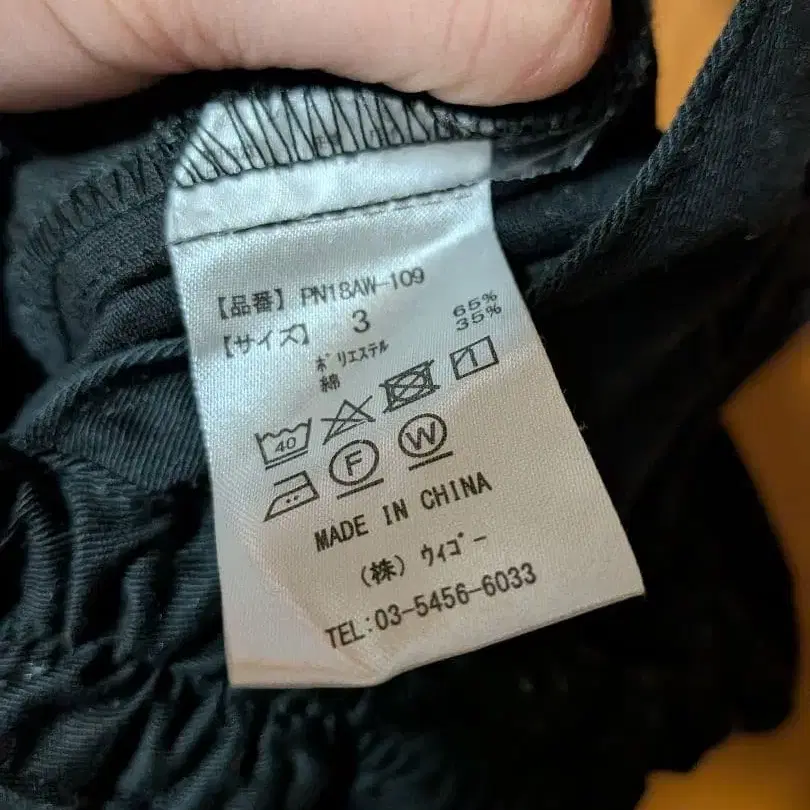 【品番】PN18AW-109
【サイズ】 3
ポリエステル 65%
綿 35%
40
F W
MADE IN CHINA
(株) ウィゴー
TEL:03-5456-6033